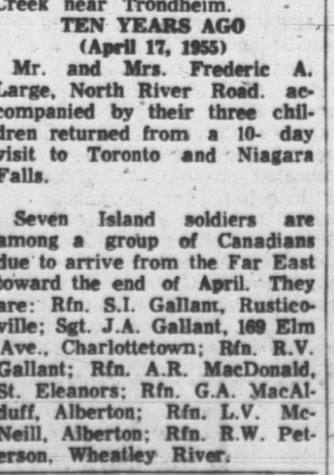 Creek near Trondheim.
TEN YEARS AGO
(April 17, 1955)
Mr. and Mrs. Frederic A.
Large, North River Road. ac-
companied by their three chil-
dren returned from a 10- day
visit to Toronto and Niagara
Falls.
Seven Island soldiers are
among a group of Canadians
due to arrive from the Far East
toward the end of April. They
are: Rfn. S.I. Gallant, Rustico-
ville; Sgt. J.A. Gallant, 169 Elm
Ave., Charlottetown; Rfn. R.V.
Gallant; Rfn. A.R. MacDonald,
St. Eleanors; Rfn. G.A. MacAl-
duff, Alberton; Rfn. L.V. Mc-
Neill, Alberton; Rfn. R.W. Pet-
erson, Wheatley River.